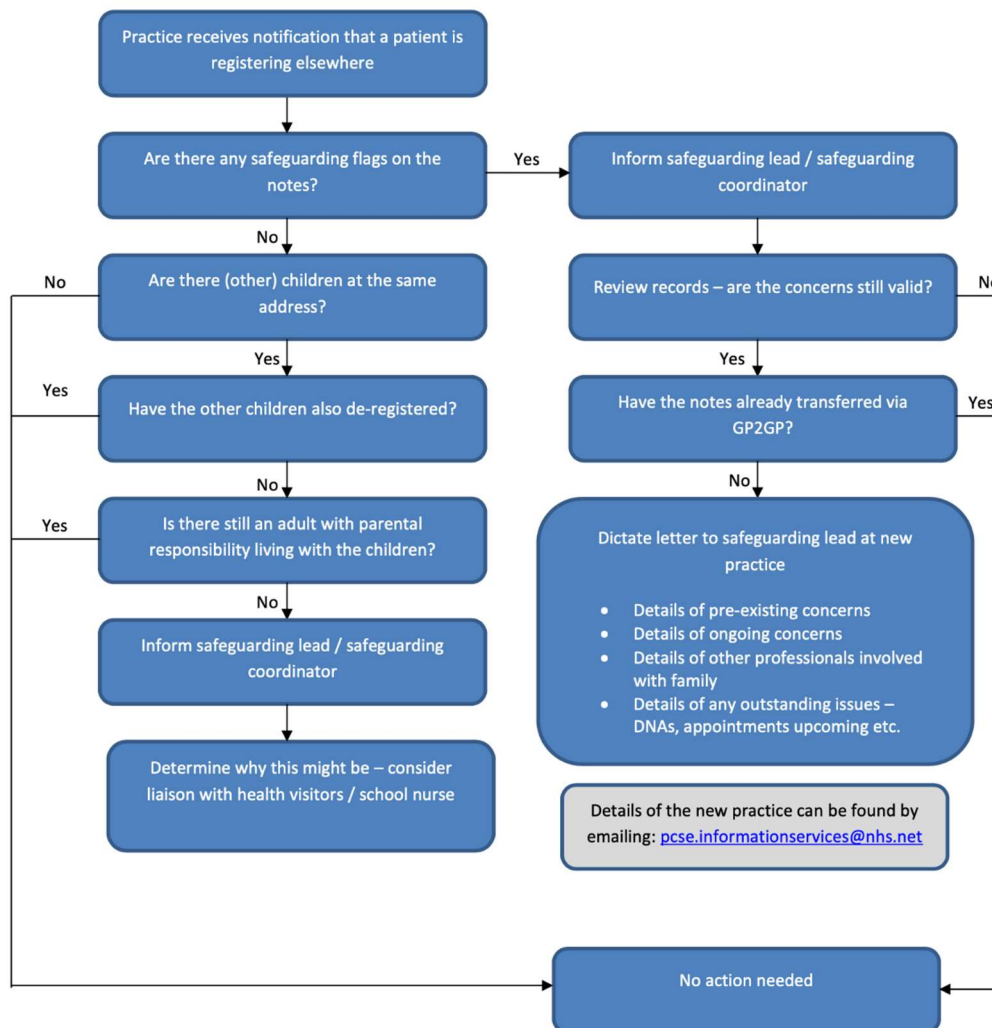 Practice receives notification that a patient is
registering elsewhere
Are there any safeguarding flags on the
notes?
Yes
Inform safeguarding lead / safeguarding
coordinator
No
No
Are there (other) children at the same
address?
Review records – are the concerns still valid?
No
Yes
Yes
Yes
Have the other children also de-registered?
Have the notes already transferred via
GP2GP?
Yes
No
No
Yes
Is there still an adult with parental
responsibility living with the children?
No
Inform safeguarding lead / safeguarding
coordinator
Determine why this might be – consider
liaison with health visitors / school nurse
Dictate letter to safeguarding lead at new
practice
• Details of pre-existing concerns
• Details of ongoing concerns
• Details of other professionals involved
with family
• Details of any outstanding issues –
DNAs, appointments upcoming etc.
Details of the new practice can be found by
emailing: pcse.informationservices@nhs.net
No action needed